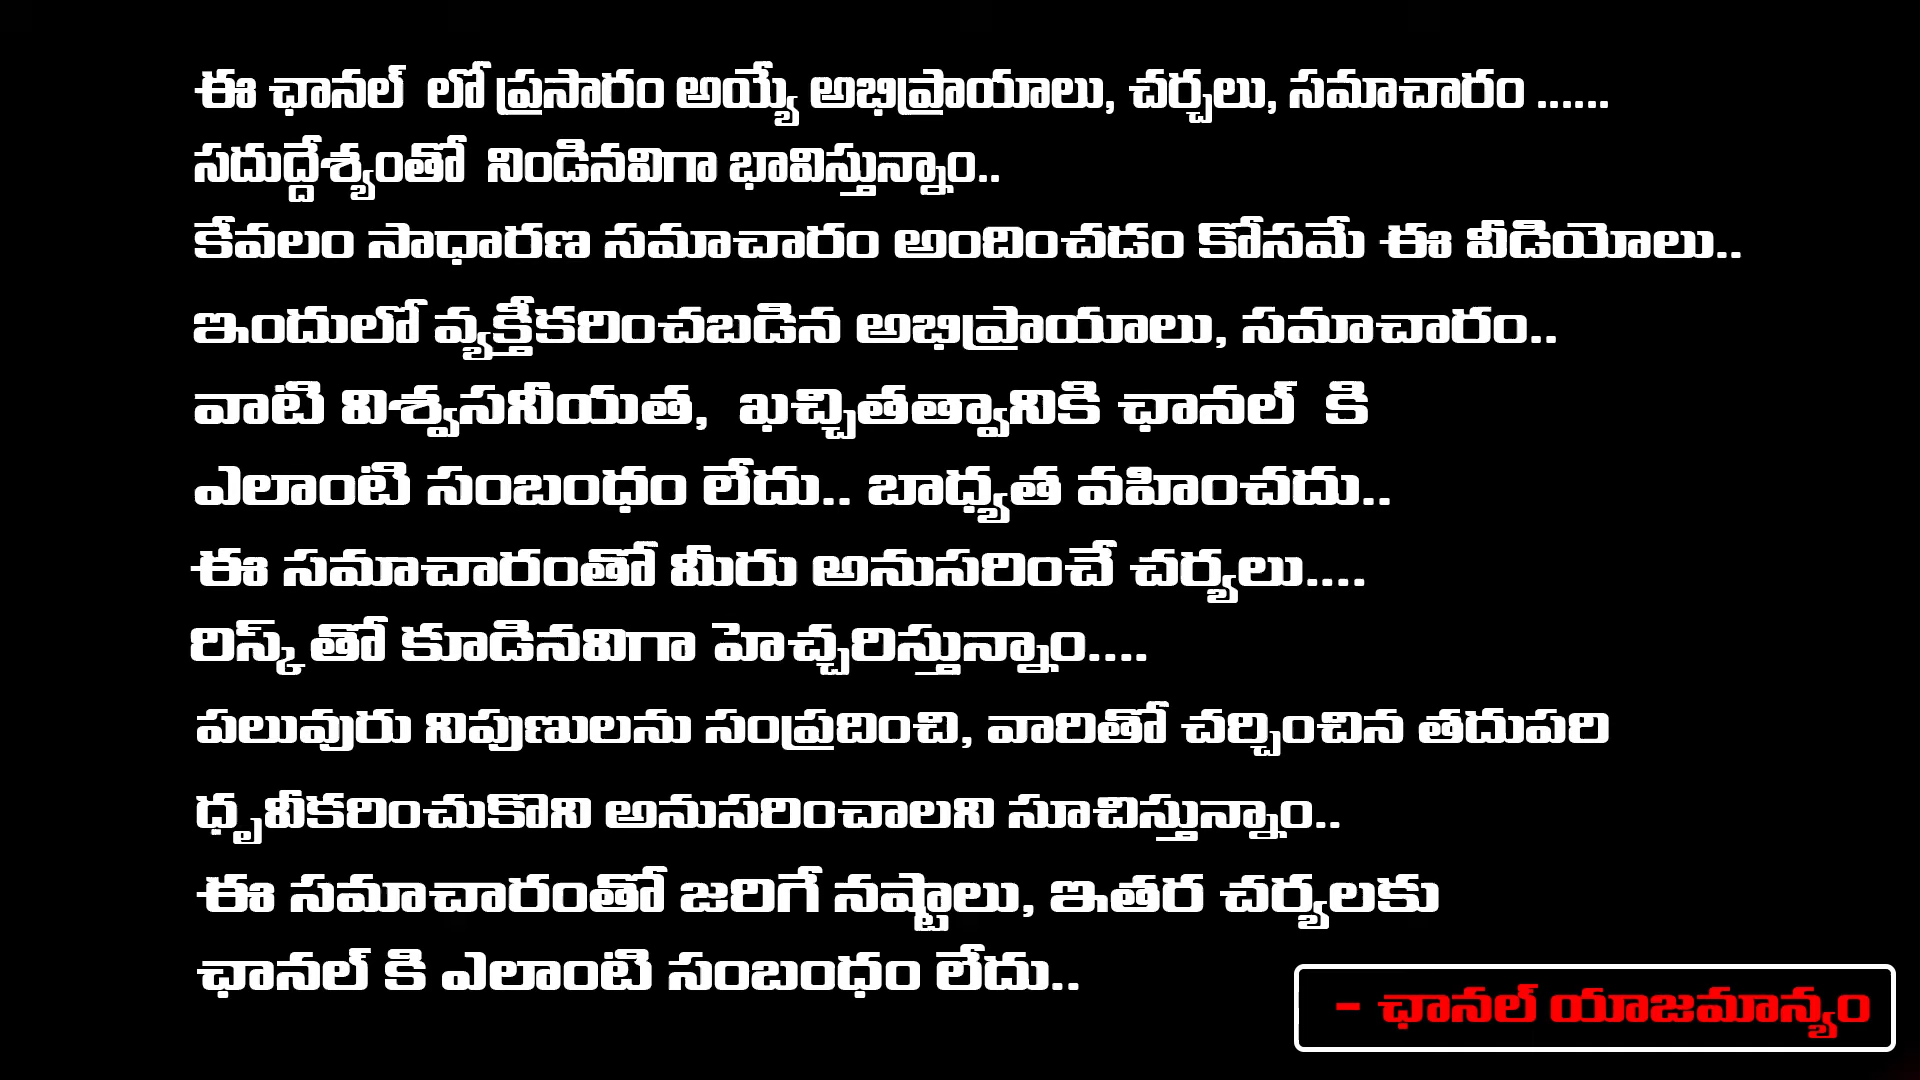 ఈ ఛానల్ లో ప్రసారం అయ్యే అభిప్రాయాలు, చర్చలు, సమాచారం ......
సదుద్దేశ్యంతో నిండినవిగా భావిస్తున్నాం..
కేవలం సాధారణ సమాచారం అందించడం కోసమే ఈ వీడియోలు..
ఇందులో వ్యక్తీకరించబడిన అభిప్రాయాలు, సమాచారం..
వాటి విశ్వసనీయత, ఖచ్చితత్వానికి ఛానల్ కి
ఎలాంటి సంబంధం లేదు.. బాధ్యత వహించదు..
ఈ సమాచారంతో మీరు అనుసరించే చర్యలు....
రిస్క్ తో కూడినవిగా హెచ్చరిస్తున్నాం....
పలువురు నిపుణులను సంప్రదించి, వారితో చర్చించిన తదుపరి
ధృవీకరించుకొని అనుసరించాలని సూచిస్తున్నాం..
ఈ సమాచారంతో జరిగే నష్టాలు, ఇతర చర్యలకు
ఛానల్ కి ఎలాంటి సంబంధం లేదు..
- ఛానల్ యాజమాన్యం